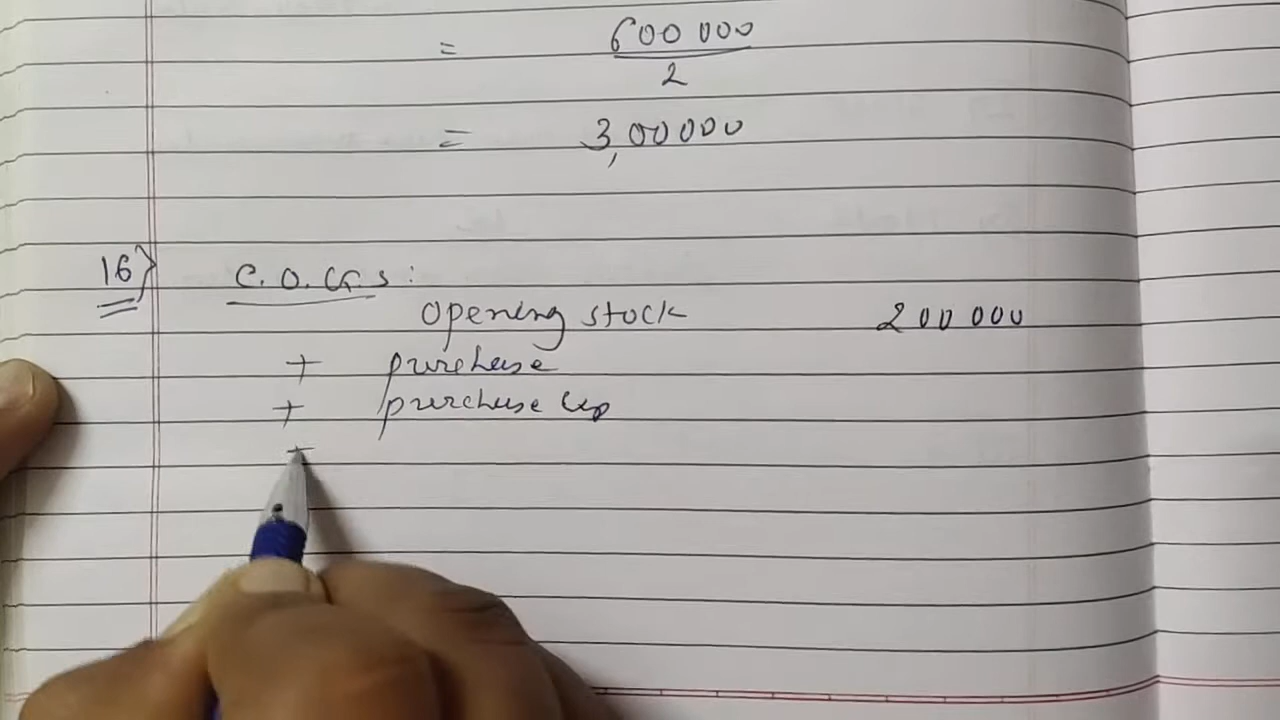 = 600 000
2
= 3,00000
16} C.O.G.S:
Opening stock 200 000
+ purchase
+ purchase exp
+